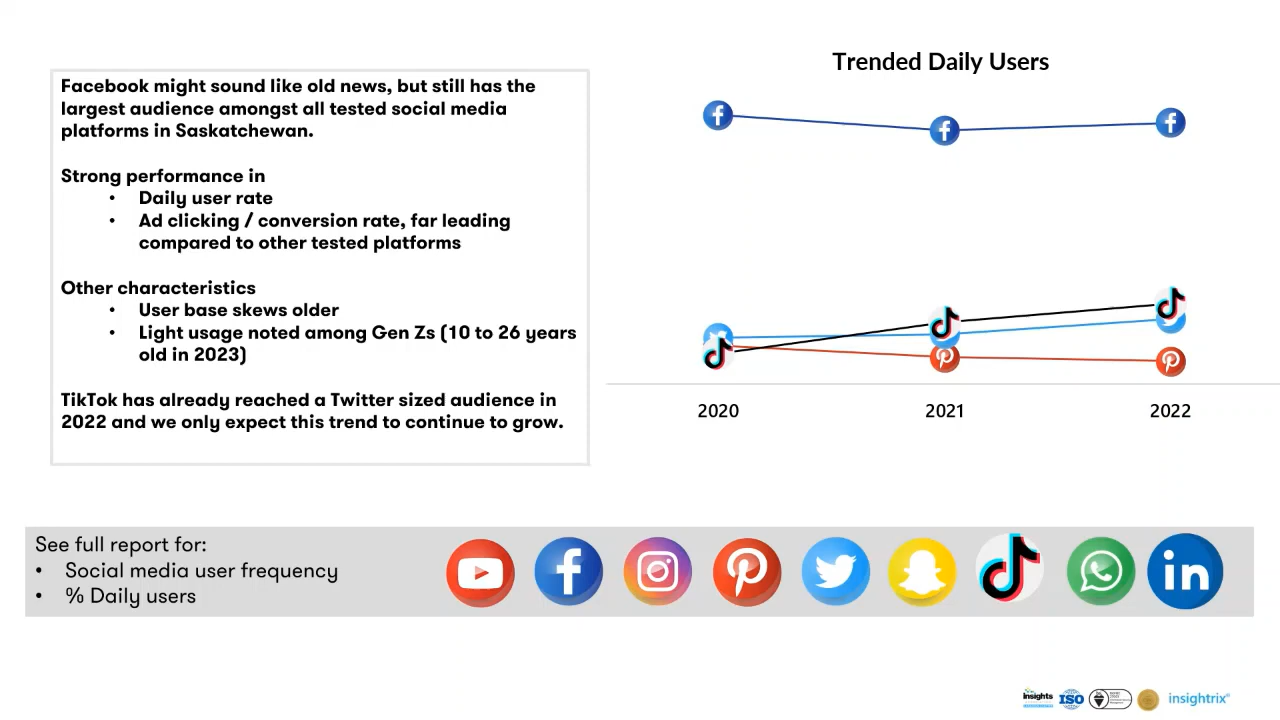 Trended Daily Users
Facebook might sound like old news, but still has the
largest audience amongst all tested social media
platforms in Saskatchewan.
Strong performance in
• Daily user rate
• Ad clicking / conversion rate, far leading
compared to other tested platforms
Other characteristics
• User base skews older
• Light usage noted among Gen Zs (10 to 26 years
old in 2023)
TikTok has already reached a Twitter sized audience in
2022 and we only expect this trend to continue to grow.
2020 2021 2022
See full report for:
• Social media user frequency
• % Daily users
in
Insights ISO insightrix®